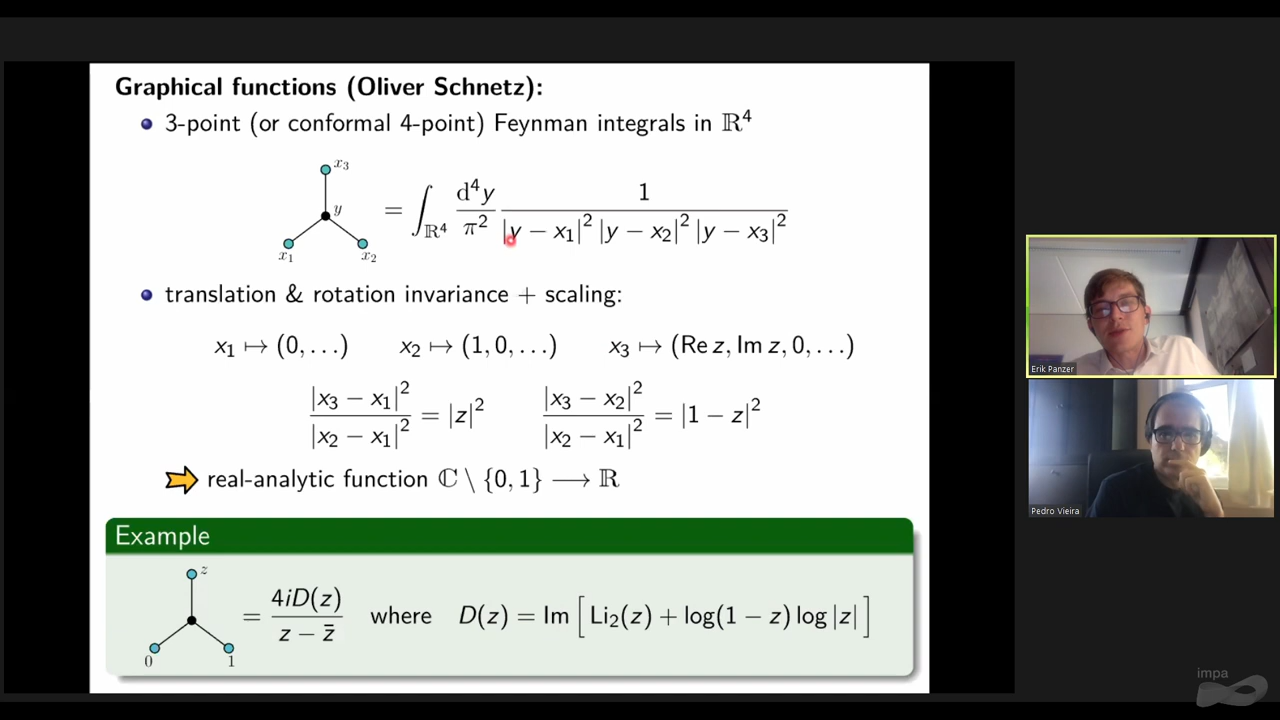 Graphical functions (Oliver Schnetz):
3-point (or conformal 4-point) Feynman integrals in ℝ⁴
x₃
y
x₁ x₂
= ∫_ℝ⁴ d⁴y/π² 1/(|y − x₁|² |y − x₂|² |y − x₃|²)
translation & rotation invariance + scaling:
x₁ ↦ (0, . . .) x₂ ↦ (1, 0, . . .) x₃ ↦ (Re z, Im z, 0, . . .)
|x₃ − x₁|²/|x₂ − x₁|² = |z|² |x₃ − x₂|²/|x₂ − x₁|² = |1 − z|²
real-analytic function ℂ \ {0, 1} ⟶ ℝ
Example
z
0 1
= 4iD(z)/(z − z̄) where D(z) = Im [ Li₂(z) + log(1 − z) log |z| ]
Erik Panzer
Pedro Vieira
impa